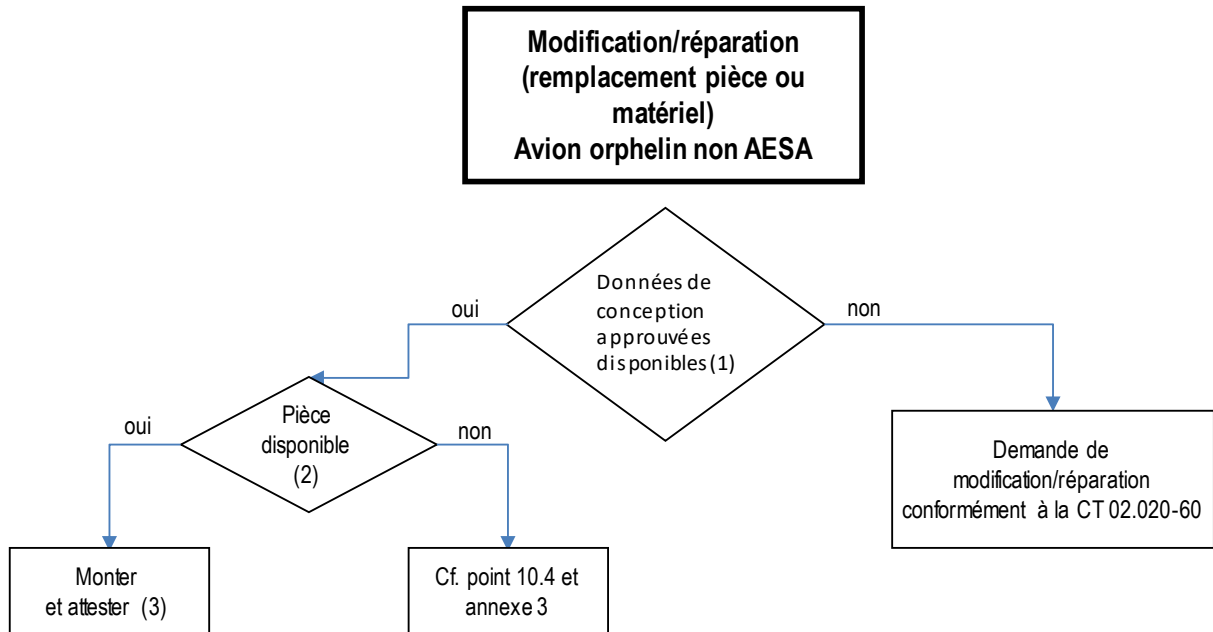 Modification/réparation
(remplacement pièce ou
matériel)
Avion orphelin non AESA
Données de
conception
approuvées
disponibles (1)
oui
non
Pièce
disponible
(2)
oui
non
Demande de
modification/réparation
conformément à la CT 02.020-60
Monter
et attester (3)
Cf. point 10.4 et
annexe 3